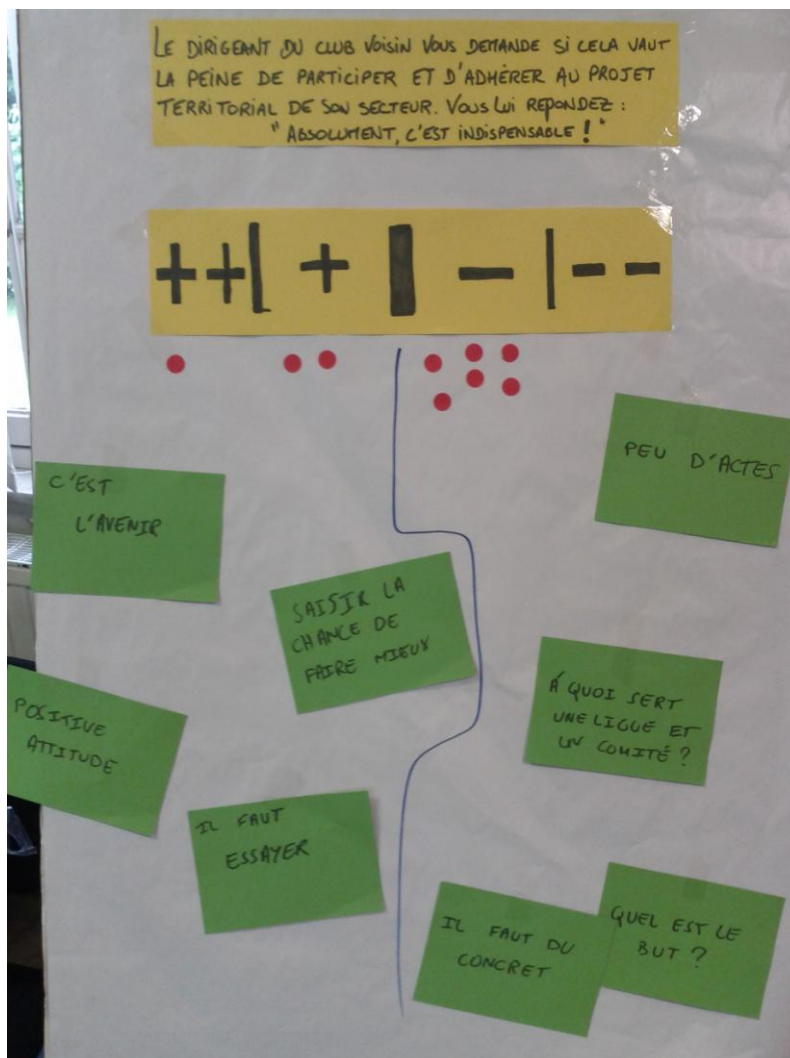 LE DIRIGEANT DU CLUB VOISIN VOUS DEMANDE SI CELA VAUT
LA PEINE DE PARTICIPER ET D'ADHÉRER AU PROJET
TERRITORIAL DE SON SECTEUR. VOUS LUI REPONDEZ :
"ABSOLUMENT, C'EST INDISPENSABLE !"
++| + | - |--
PEU D'ACTES
C'EST
L'AVENIR
SAISIR LA
CHANCE DE
FAIRE MIEUX
À QUOI SERT
UNE LIGUE ET
UN COMITÉ ?
POSITIVE
ATTITUDE
IL FAUT
ESSAYER
IL FAUT DU
CONCRET
QUEL EST LE
BUT ?